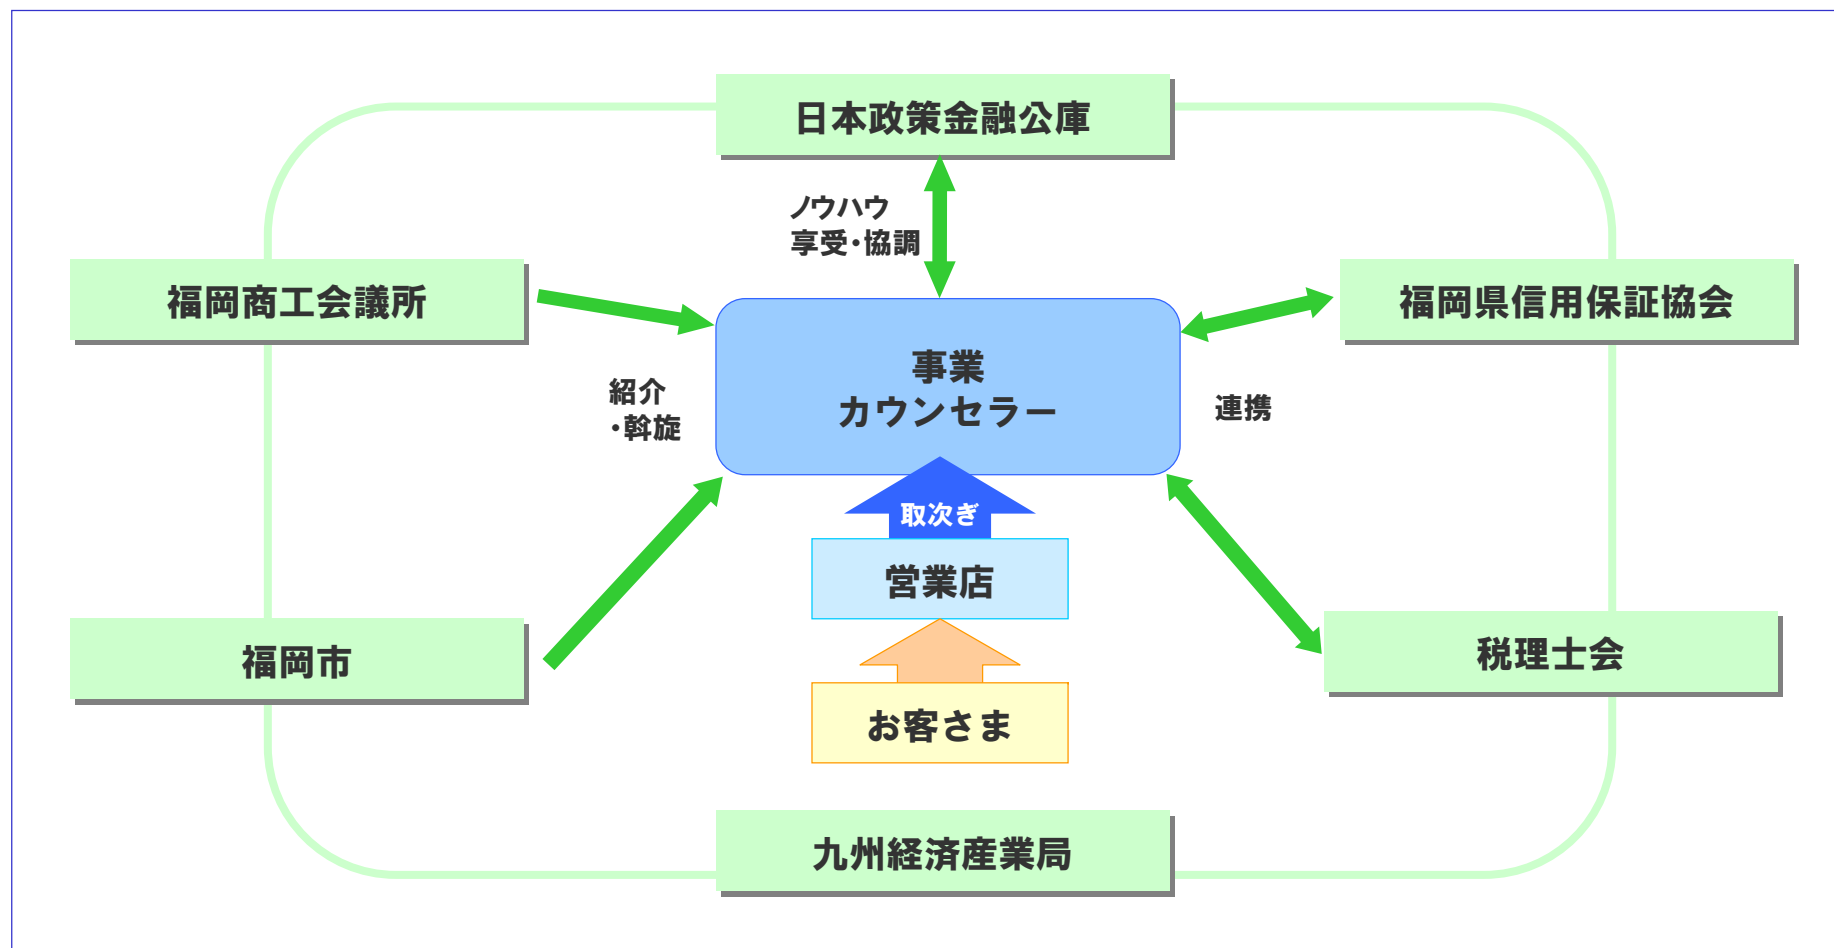 日本政策金融公庫
ノウハウ
享受・協調
福岡商工会議所
福岡県信用保証協会
事業
カウンセラー
紹介
・斡旋
連携
取次ぎ
営業店
福岡市
税理士会
お客さま
九州経済産業局